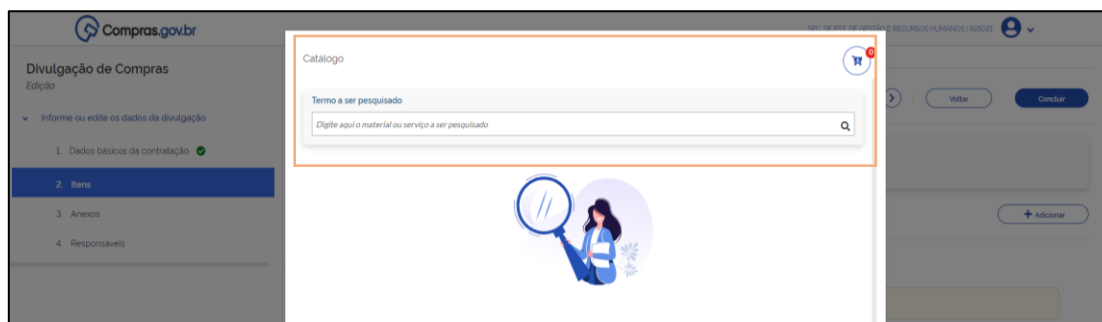 Compras.gov.br
SEC. DE EST. DE GESTÃO E RECURSOS HUMANOS | 925021
Divulgação de Compras
Edição
Informe ou edite os dados da divulgação
1. Dados básicos da contratação
2. Itens
3. Anexos
4. Responsáveis
Catálogo
0
Termo a ser pesquisado
Digite aqui o material ou serviço a ser pesquisado
Voltar
Concluir
Adicionar